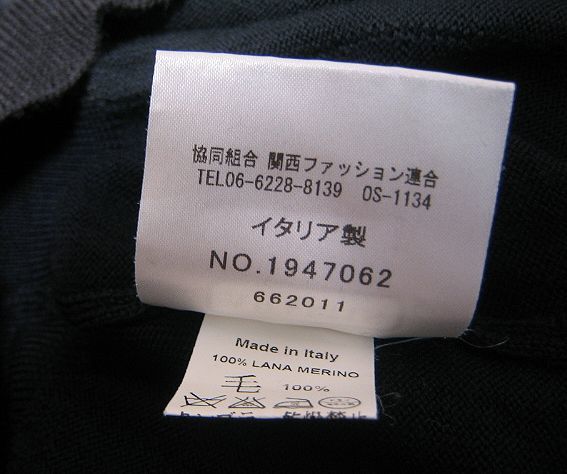 協同組合 関西ファッション連合
TEL06-6228-8139 OS-1134
イタリア製
NO.1947062
662011
Made in Italy
100% LANA MERINO
毛 100%